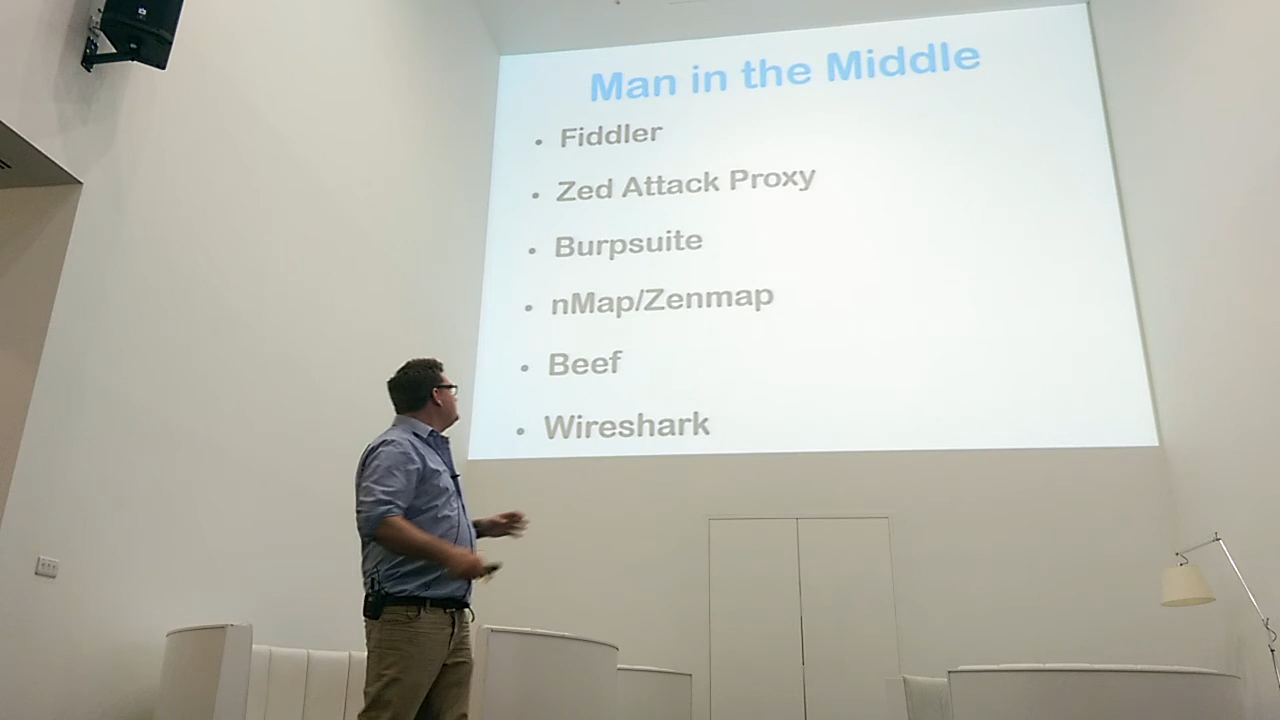 Man in the Middle
• Fiddler
• Zed Attack Proxy
• Burpsuite
• nMap/Zenmap
• Beef
• Wireshark